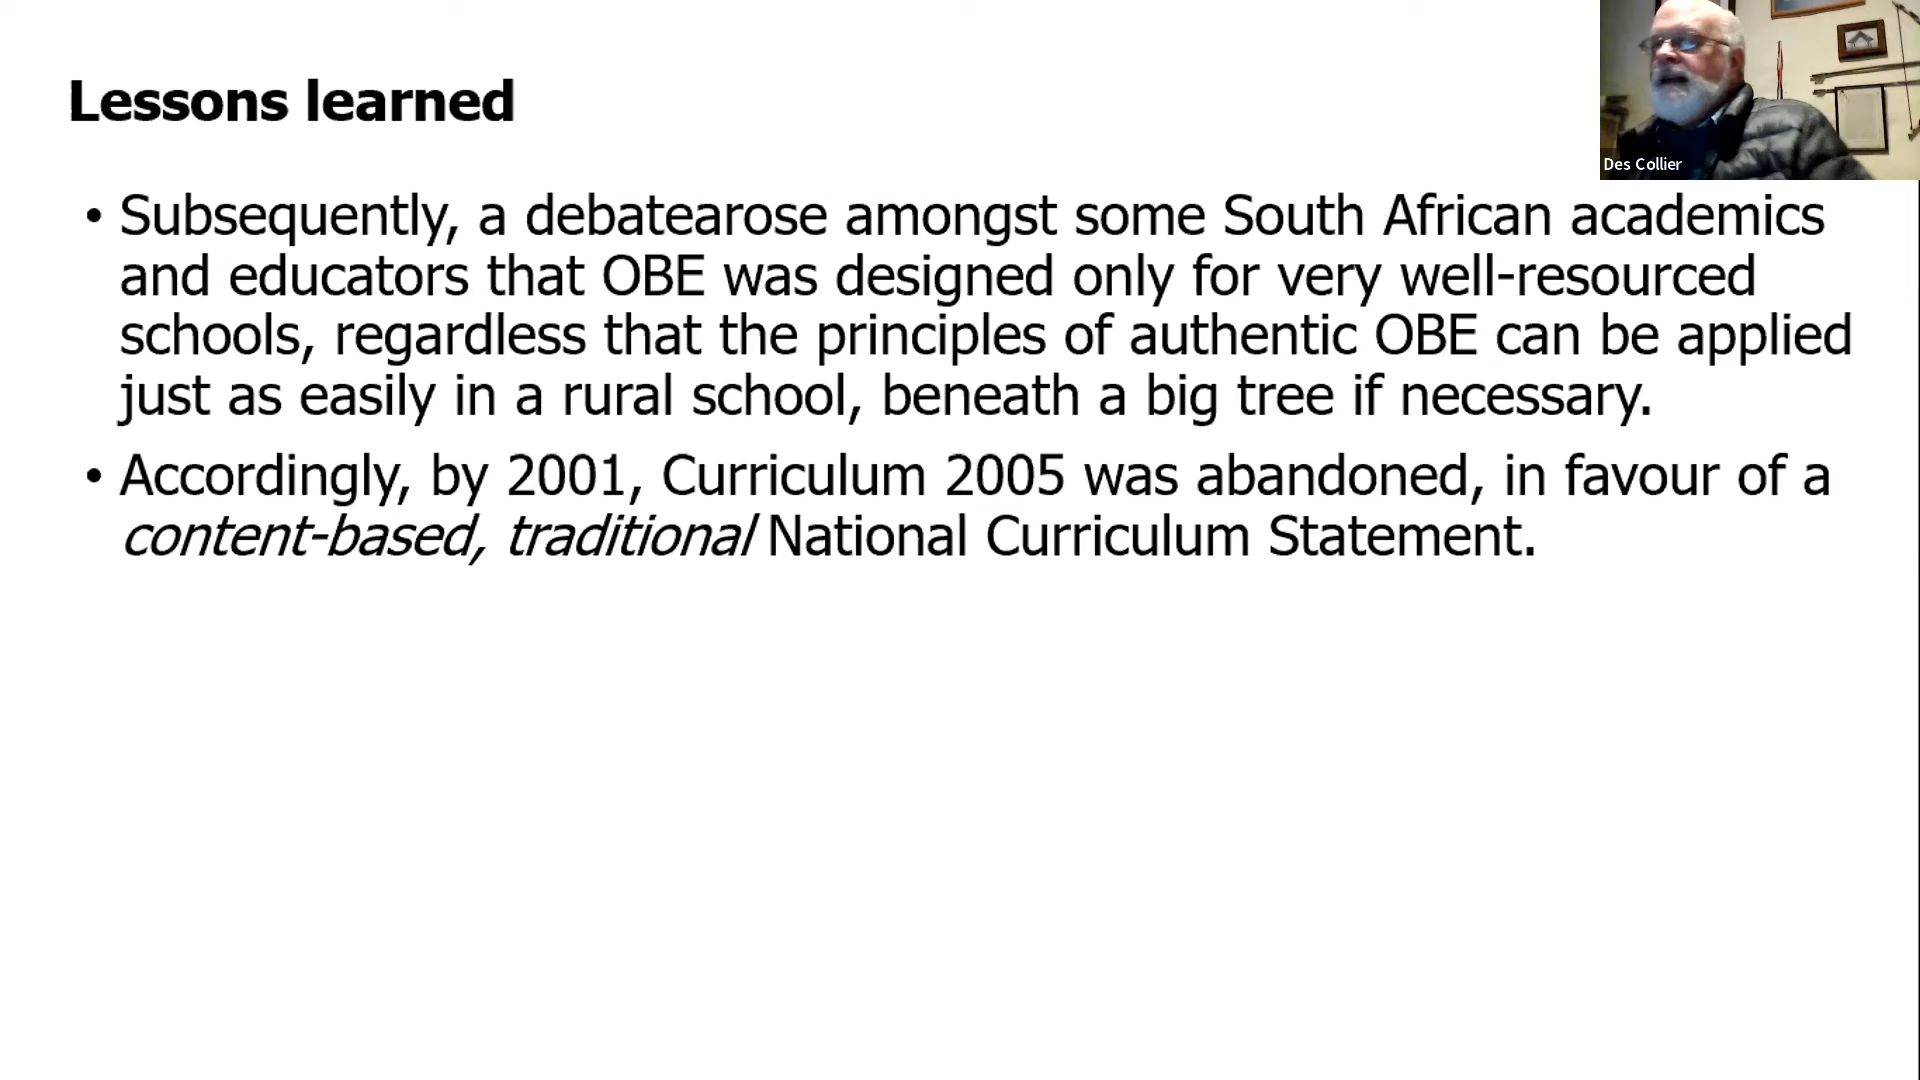 Lessons learned
Des Collier
• Subsequently, a debatearose amongst some South African academics
and educators that OBE was designed only for very well-resourced
schools, regardless that the principles of authentic OBE can be applied
just as easily in a rural school, beneath a big tree if necessary.
• Accordingly, by 2001, Curriculum 2005 was abandoned, in favour of a
content-based, traditional National Curriculum Statement.